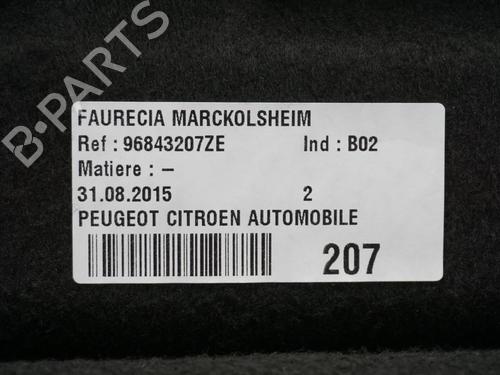 FAURECIA MARCKOLSHEIM
Ref : 96843207ZE Ind : B02
Matiere : –
31.08.2015 2
PEUGEOT CITROEN AUTOMOBILE
207
B-PARTS